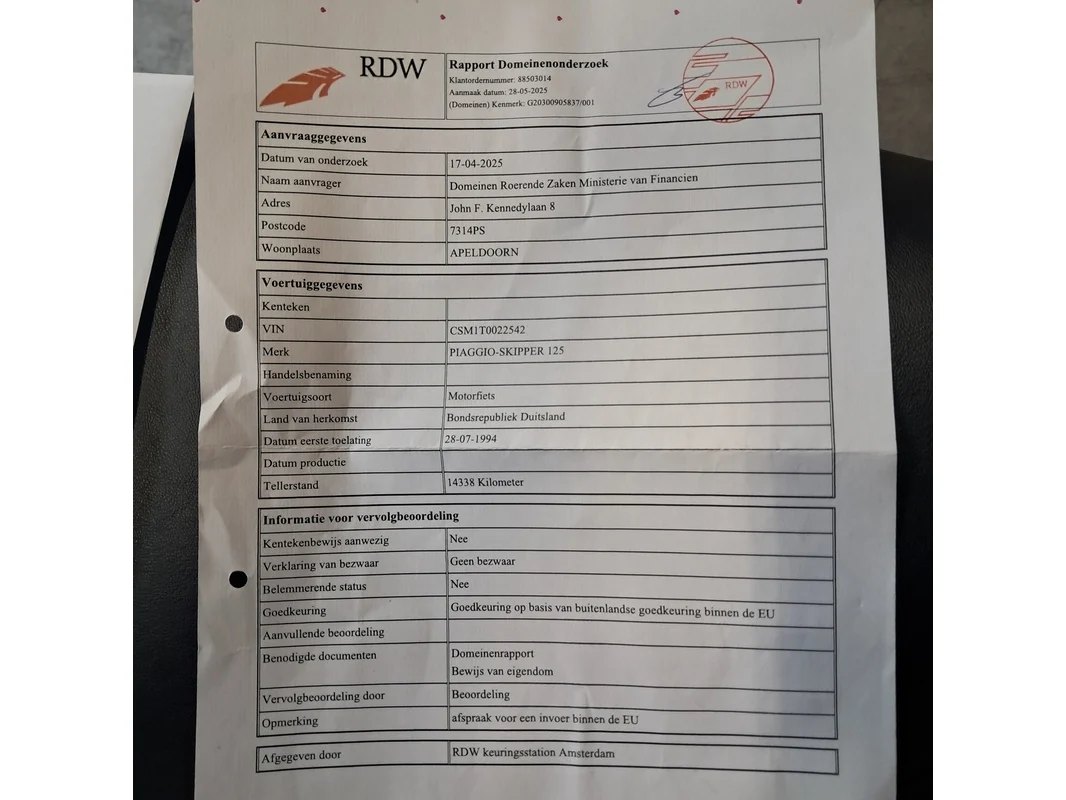 RDW
Rapport Domeinenonderzoek
Klantordernummer: 88503014
Aanmaak datum: 28-05-2025
(Domeinen) Kenmerk: G20300905837/001
RDW
Aanvraaggegevens
Datum van onderzoek 17-04-2025
Naam aanvrager Domeinen Roerende Zaken Ministerie van Financien
Adres John F. Kennedylaan 8
Postcode 7314PS
Woonplaats APELDOORN
Voertuiggegevens
Kenteken
VIN CSM1T0022542
Merk PIAGGIO-SKIPPER 125
Handelsbenaming
Voertuigsoort Motorfiets
Land van herkomst Bondsrepubliek Duitsland
Datum eerste toelating 28-07-1994
Datum productie
Tellerstand 14338 Kilometer
Informatie voor vervolgbeoordeling
Kentekenbewijs aanwezig Nee
Verklaring van bezwaar Geen bezwaar
Belemmerende status Nee
Goedkeuring Goedkeuring op basis van buitenlandse goedkeuring binnen de EU
Aanvullende beoordeling
Benodigde documenten Domeinenrapport
Bewijs van eigendom
Vervolgbeoordeling door Beoordeling
Opmerking afspraak voor een invoer binnen de EU
Afgegeven door RDW keuringsstation Amsterdam